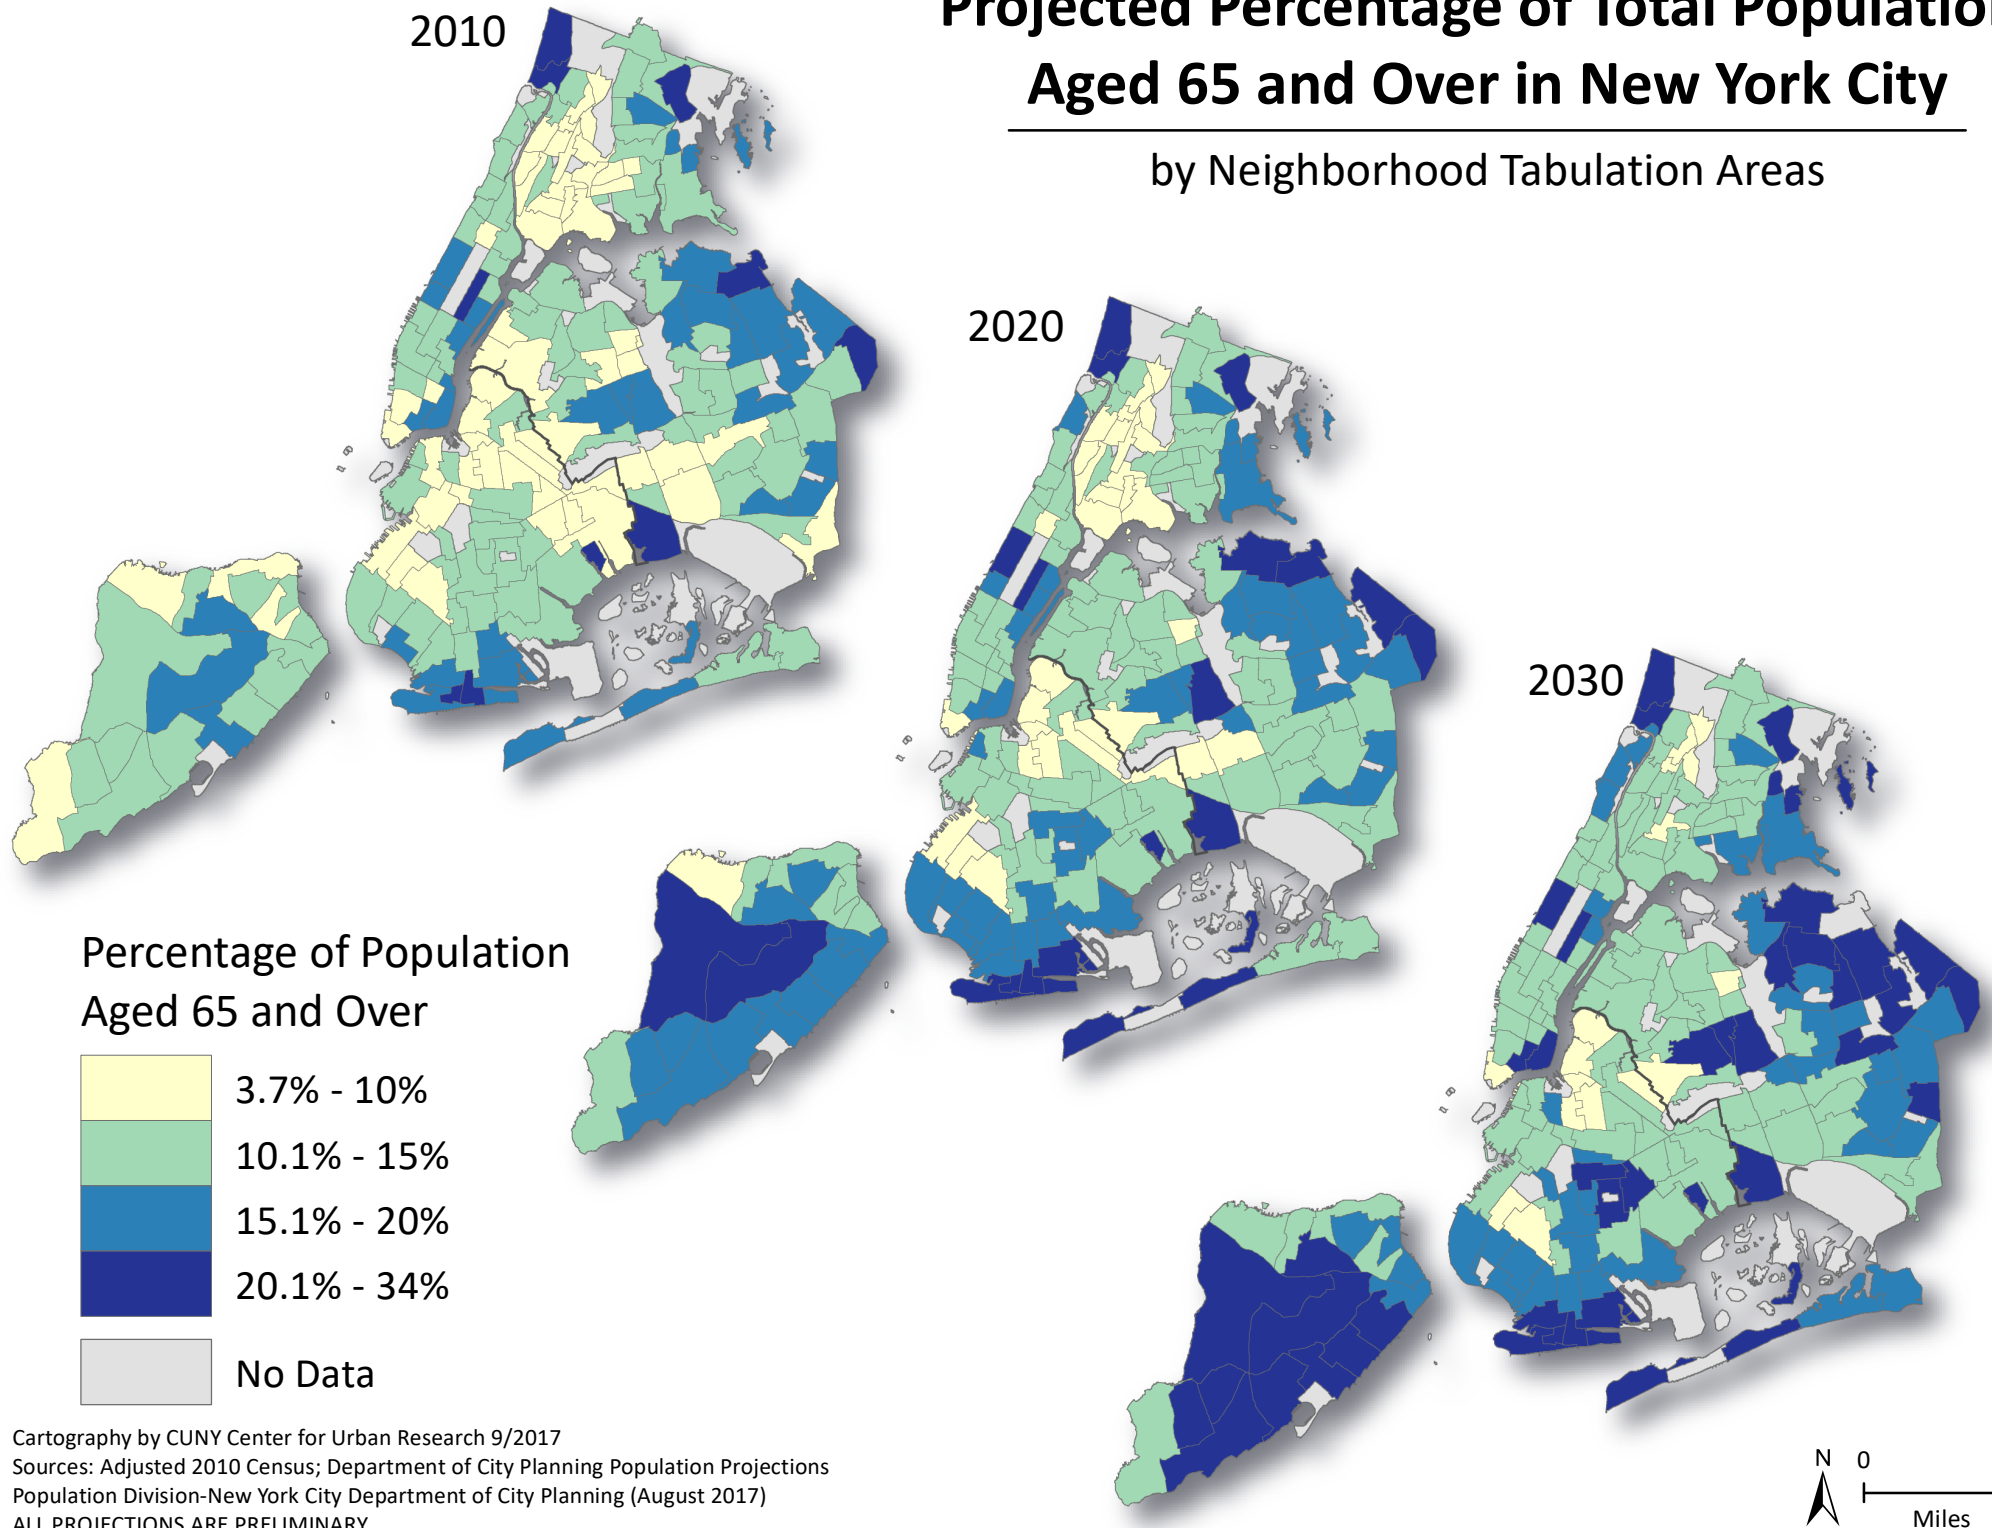 Projected Percentage of Total Population
Aged 65 and Over in New York City
by Neighborhood Tabulation Areas
2010
2020
2030
Percentage of Population
Aged 65 and Over
3.7% - 10%
10.1% - 15%
15.1% - 20%
20.1% - 34%
No Data
Cartography by CUNY Center for Urban Research 9/2017
Sources: Adjusted 2010 Census; Department of City Planning Population Projections
Population Division-New York City Department of City Planning (August 2017)
ALL PROJECTIONS ARE PRELIMINARY
N 0
Miles